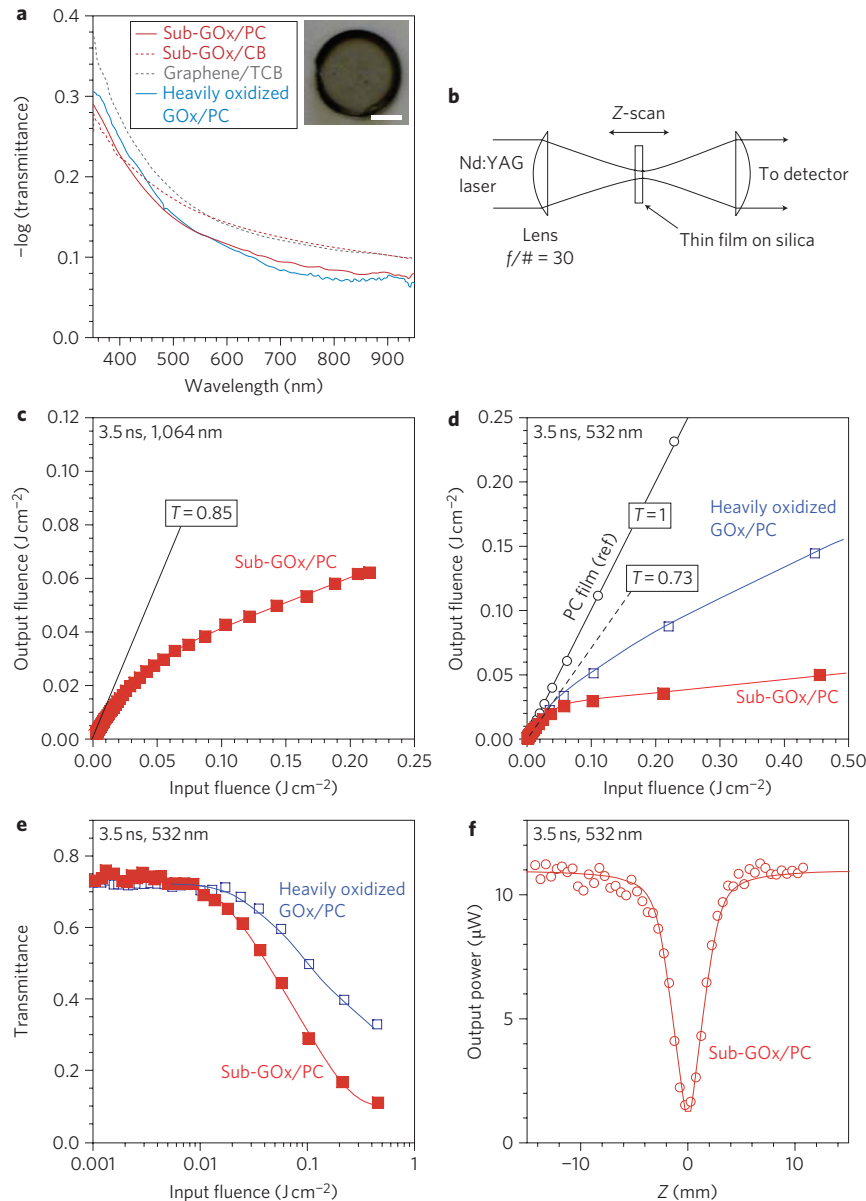 a
Sub-GOx/PC
Sub-GOx/CB
Graphene/TCB
Heavily oxidized
GOx/PC
0.4
0.3
0.2
0.1
0.0
–log (transmittance)
400 500 600 700 800 900
Wavelength (nm)
b
Z-scan
Nd:YAG
laser
To detector
Lens
f/# = 30
Thin film on silica
c
3.5 ns, 1,064 nm
T = 0.85
Sub-GOx/PC
0.12
0.10
0.08
0.06
0.04
0.02
0.00
Output fluence (J cm–2)
0.00 0.05 0.10 0.15 0.20 0.25
Input fluence (J cm–2)
d
3.5 ns, 532 nm
Heavily oxidized
GOx/PC
T = 1
T = 0.73
PC film (ref)
Sub-GOx/PC
0.25
0.20
0.15
0.10
0.05
0.00
Output fluence (J cm–2)
0.00 0.10 0.20 0.30 0.40 0.50
Input fluence (J cm–2)
e
3.5 ns, 532 nm
Heavily oxidized
GOx/PC
Sub-GOx/PC
0.8
0.6
0.4
0.2
0.0
Transmittance
0.001 0.01 0.1 1
Input fluence (J cm–2)
f
3.5 ns, 532 nm
Sub-GOx/PC
10
5
0
Output power (µW)
–10 0 10
Z (mm)